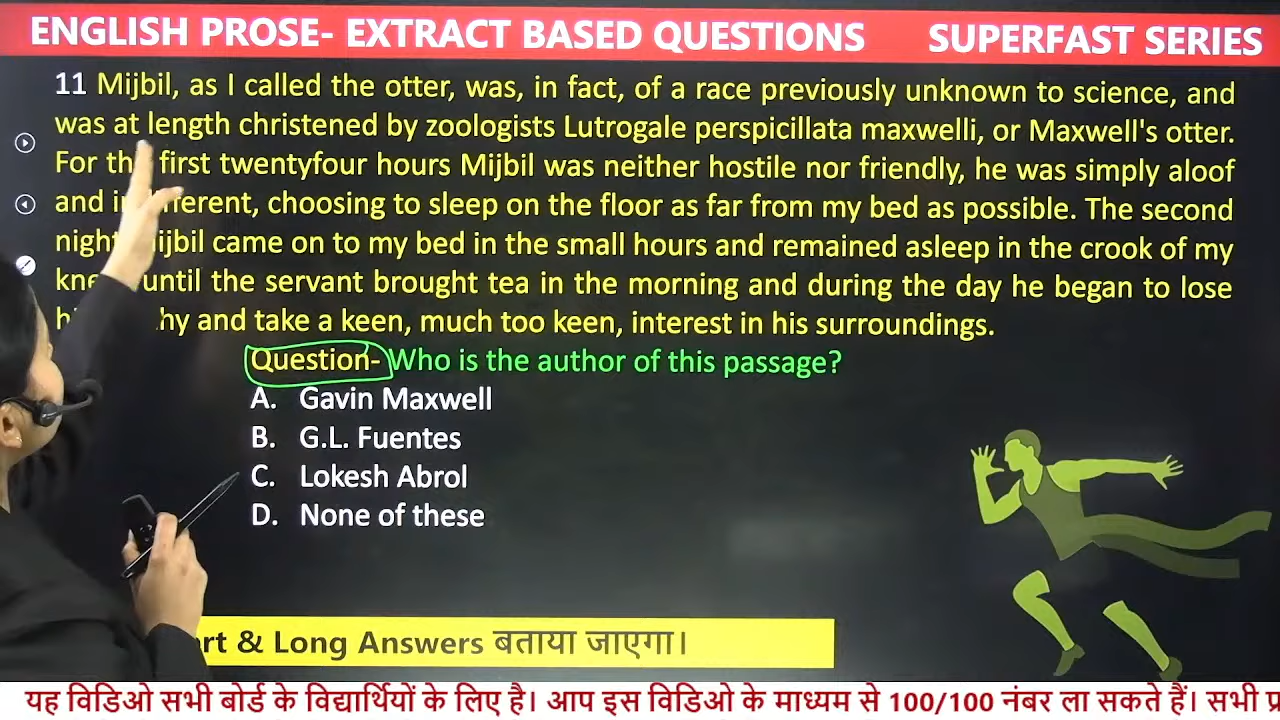 ENGLISH PROSE- EXTRACT BASED QUESTIONS SUPERFAST SERIES
11 Mijbil, as I called the otter, was, in fact, of a race previously unknown to science, and
was at length christened by zoologists Lutrogale perspicillata maxwelli, or Maxwell's otter.
For first twentyfour hours Mijbil was neither hostile nor friendly, he was simply aloof
and choosing to sleep on the floor as far from my bed as possible. The second
night came on to my bed in the small hours and remained asleep in the crook of my
until the servant brought tea in the morning and during the day he began to lose
and take a keen, much too keen, interest in his surroundings.
Question- Who is the author of this passage?
A. Gavin Maxwell
B. G.L. Fuentes
C. Lokesh Abrol
D. None of these
& Long Answers बताया जाएगा।
यह विडिओ सभी बोर्ड के विद्यार्थियों के लिए है। आप इस विडिओ के माध्यम से 100/100 नंबर ला सकते हैं। सभी